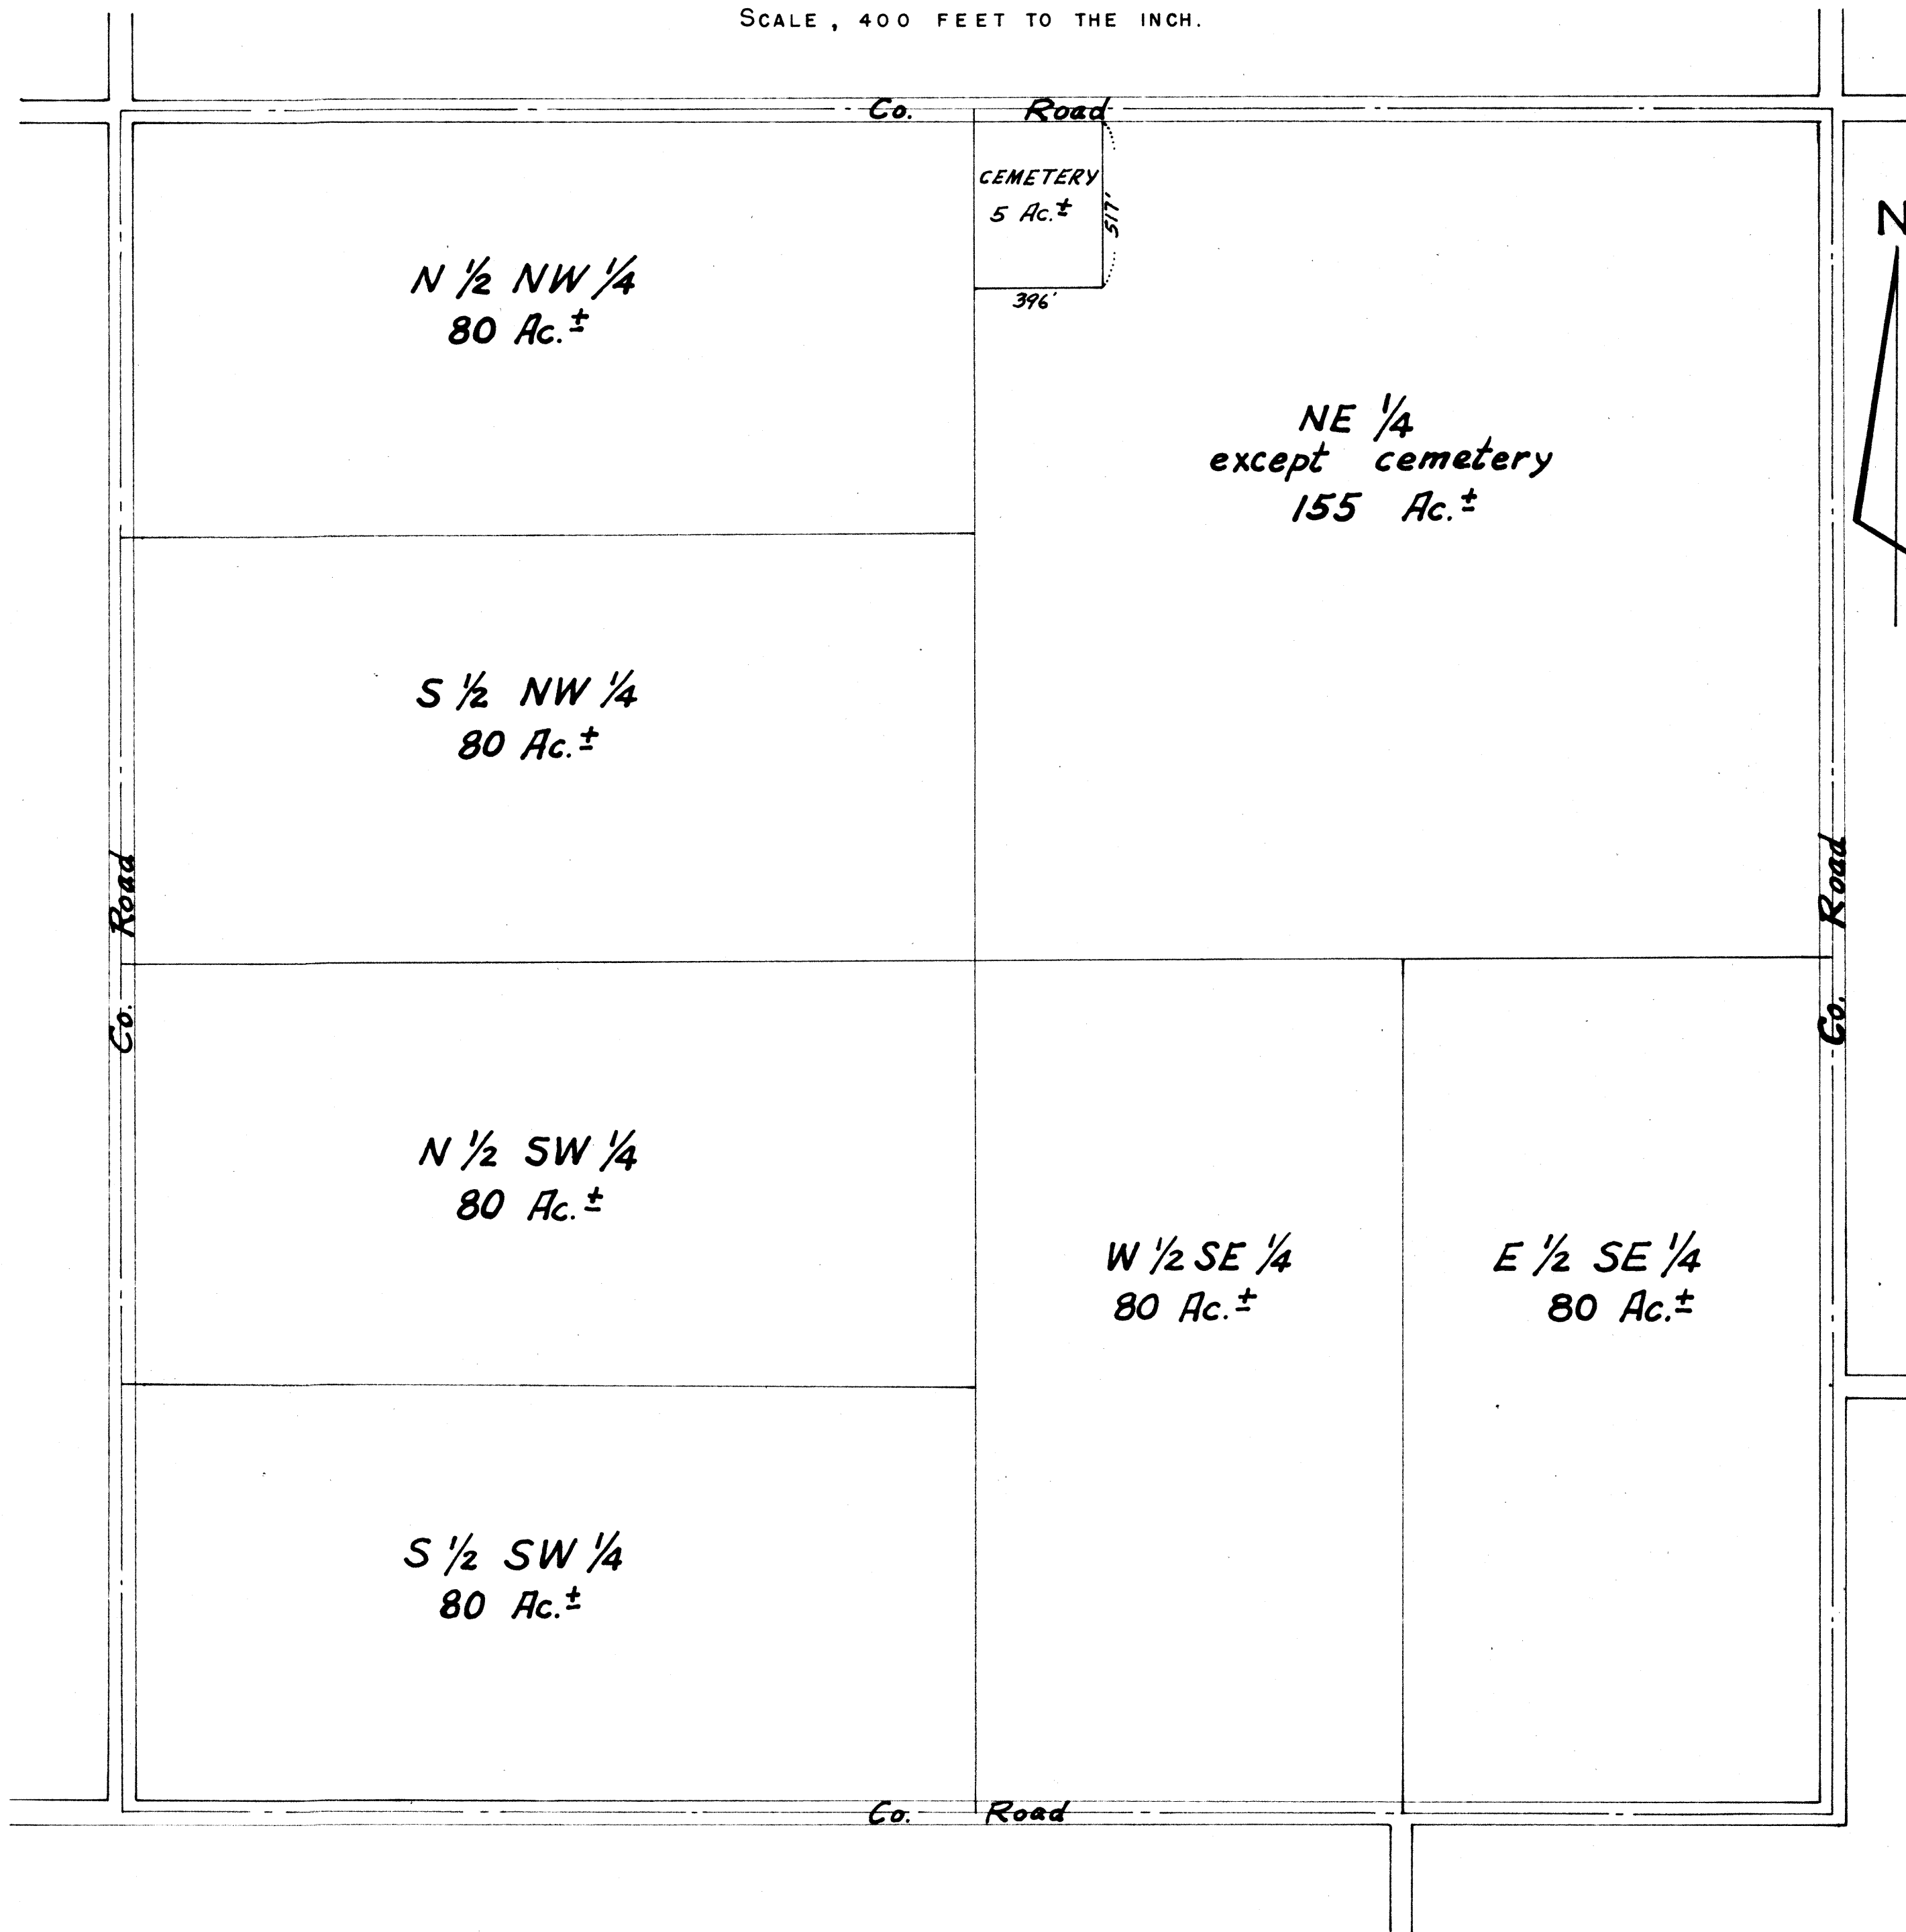 SCALE, 400 FEET TO THE INCH.
Co. Road
CEMETERY
5 Ac.±
517'
396'
N
N ½ NW ¼
80 Ac.±
NE ¼
except cemetery
155 Ac.±
S ½ NW ¼
80 Ac.±
Co. Road
Co. Road
N ½ SW ¼
80 Ac.±
W ½ SE ¼
80 Ac.±
E ½ SE ¼
80 Ac.±
S ½ SW ¼
80 Ac.±
Co. Road